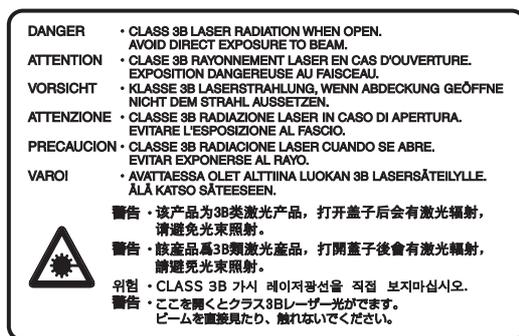 DANGER · CLASS 3B LASER RADIATION WHEN OPEN.
AVOID DIRECT EXPOSURE TO BEAM.
ATTENTION · CLASE 3B RAYONNEMENT LASER EN CAS D'OUVERTURE.
EXPOSITION DANGEREUSE AU FAISCEAU.
VORSICHT · KLASSE 3B LASERSTRAHLUNG, WENN ABDECKUNG GEÖFFNE
NICHT DEM STRAHL AUSSETZEN.
ATTENZIONE · CLASSE 3B RADIAZIONE LASER IN CASO DI APERTURA.
EVITARE L'ESPOSIZIONE AL FASCIO.
PRECAUCION · CLASSE 3B RADIACIONE LASER CUANDO SE ABRE.
EVITAR EXPONERSE AL RAYO.
VAROI · AVATTAESSA OLET ALTTIINA LUOKAN 3B LASERSÄTEILYLLE.
ÄLÄ KATSO SÄTEESEEN.
警告 · 该产品为3B类激光产品，打开盖子后会有激光辐射，
请避免光束照射。
警告 · 該産品爲3B類激光産品，打開蓋子後會有激光輻射，
請避免光束照射。
위험 · CLASS 3B 가시 레이저광선을 직접 보지마십시오.
警告 · ここを開くとクラス3Bレーザー光がでます。
ビームを直接見たり、触れないでください。